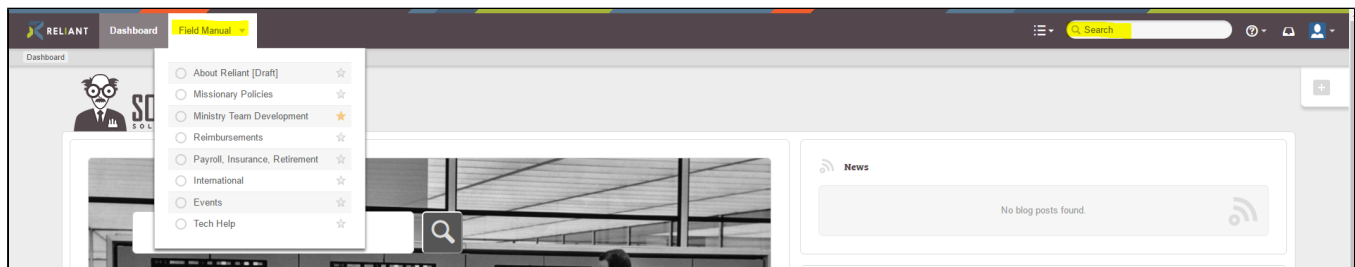 RELIANT Dashboard Field Manual Search
Dashboard
About Reliant [Draft]
Missionary Policies
Ministry Team Development
Reimbursements
Payroll, Insurance, Retirement
International
Events
Tech Help
News
No blog posts found.